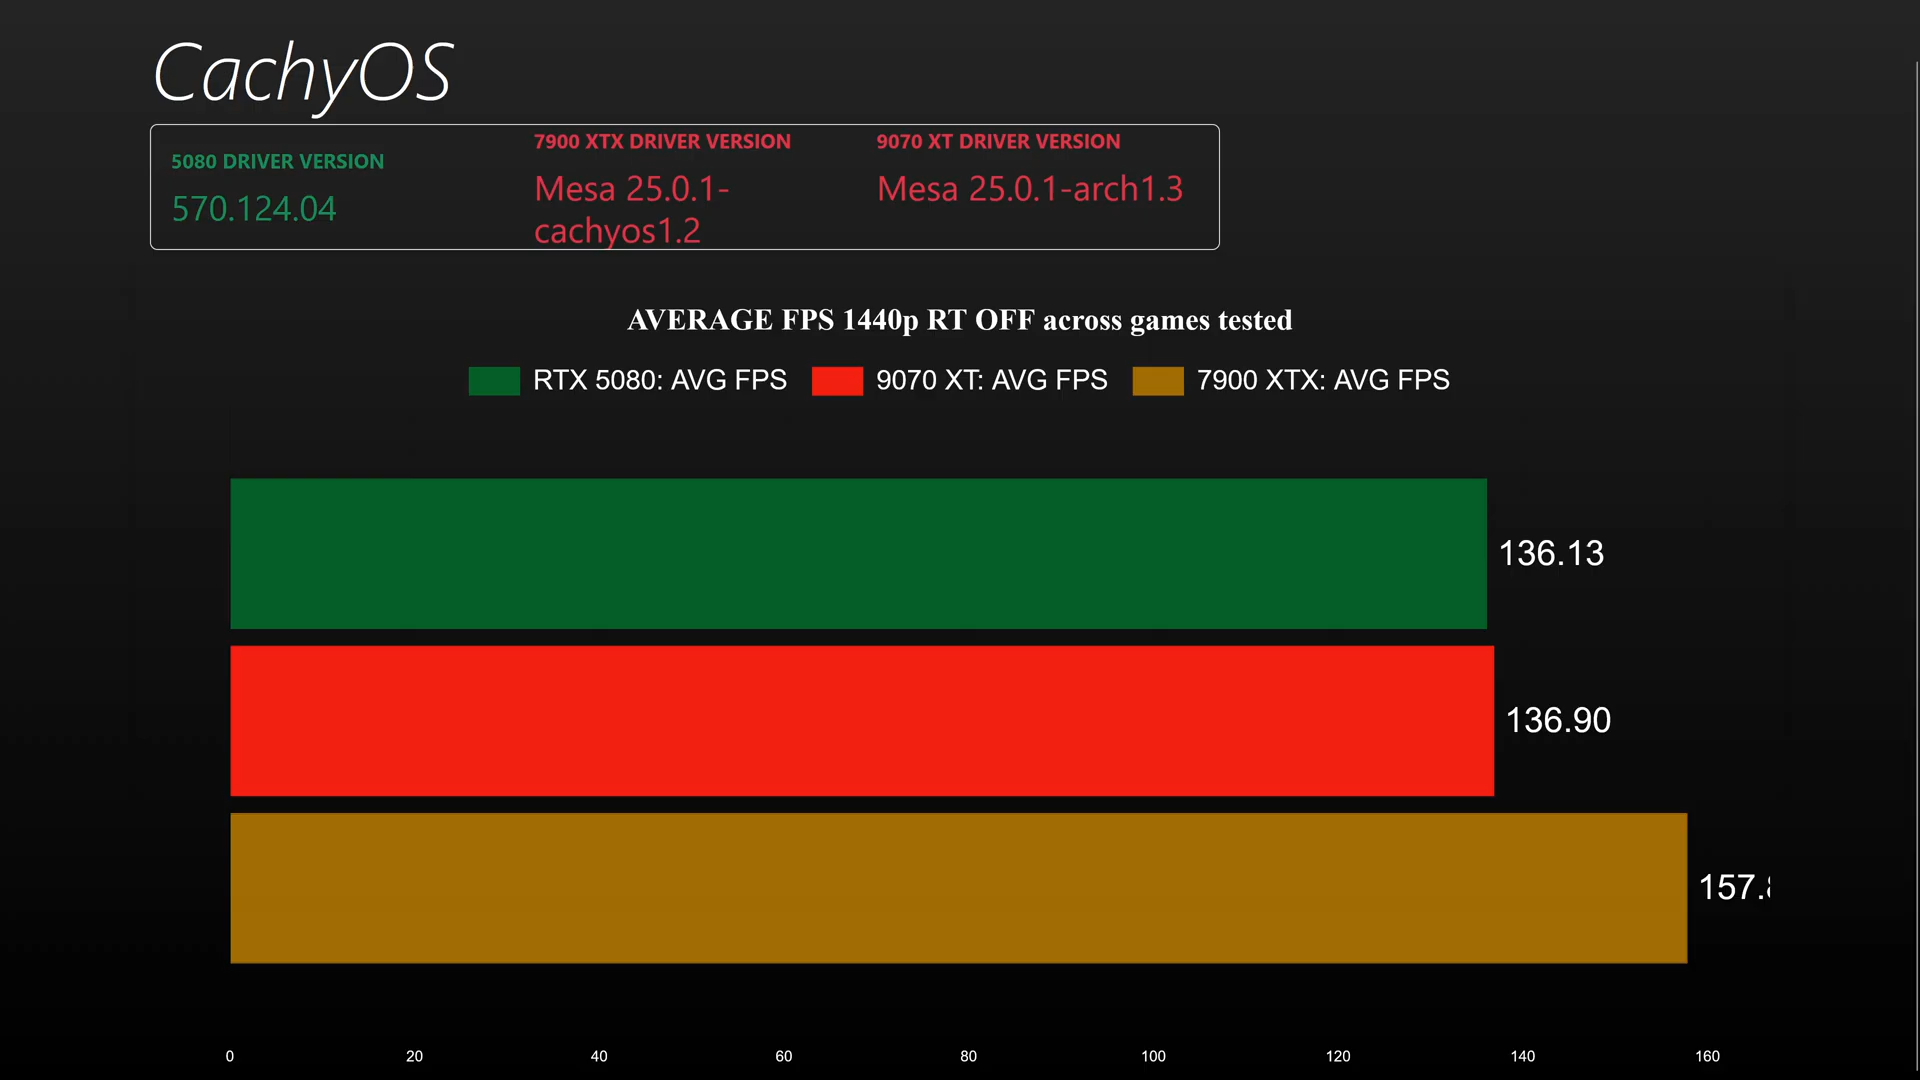 CachyOS
5080 DRIVER VERSION
570.124.04
7900 XTX DRIVER VERSION
Mesa 25.0.1-
cachyos1.2
9070 XT DRIVER VERSION
Mesa 25.0.1-arch1.3
AVERAGE FPS 1440p RT OFF across games tested
RTX 5080: AVG FPS
9070 XT: AVG FPS
7900 XTX: AVG FPS
136.13
136.90
157.
0 20 40 60 80 100 120 140 160